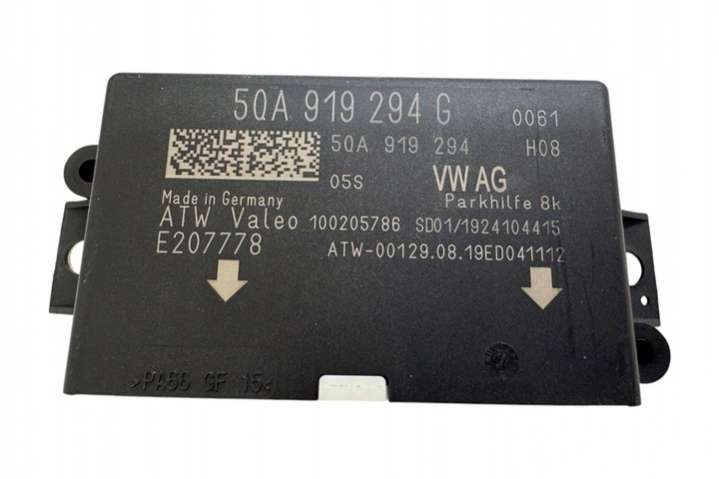 5QA 919 294 G 0061
5QA 919 294 H08
05S VW AG
Made in Germany Parkhilfe 8k
ATW Valeo 100205786 SD01/1924104415
E207778 ATW-00129.08.19ED041112
>PA66 GF 15<